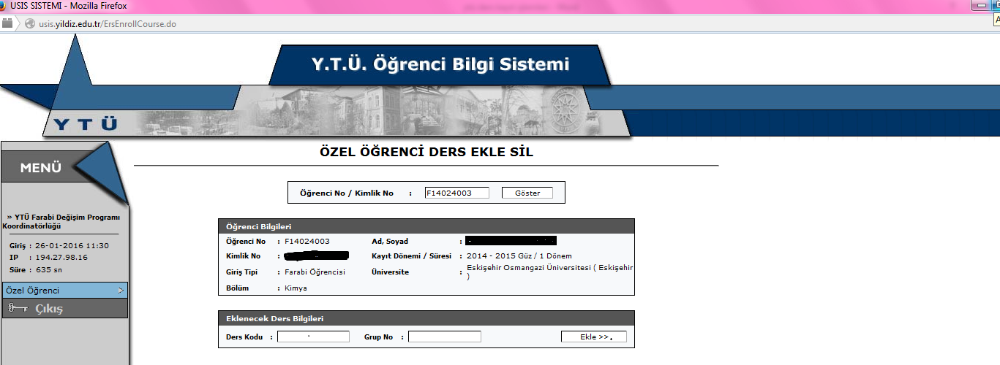 USIS SISTEMI - Mozilla Firefox
usis.yildiz.edu.tr/ErsEnrollCourse.do
Y.T.Ü. Öğrenci Bilgi Sistemi
Y T Ü
MENÜ
» YTÜ Farabi Değişim Programı
Koordinatörlüğü
Giriş : 26-01-2016 11:30
IP : 194.27.98.16
Süre : 635 sn
Özel Öğrenci
Çıkış
ÖZEL ÖĞRENCİ DERS EKLE SİL
Öğrenci No / Kimlik No : F14024003 Göster
Öğrenci Bilgileri
Öğrenci No : F14024003 Ad, Soyad :
Kimlik No : Kayıt Dönemi / Süresi : 2014 - 2015 Güz / 1 Dönem
Giriş Tipi : Farabi Öğrencisi Üniversite : Eskişehir Osmangazi Üniversitesi ( Eskişehir
)
Bölüm : Kimya
Eklenecek Ders Bilgileri
Ders Kodu : Grup No : Ekle >>